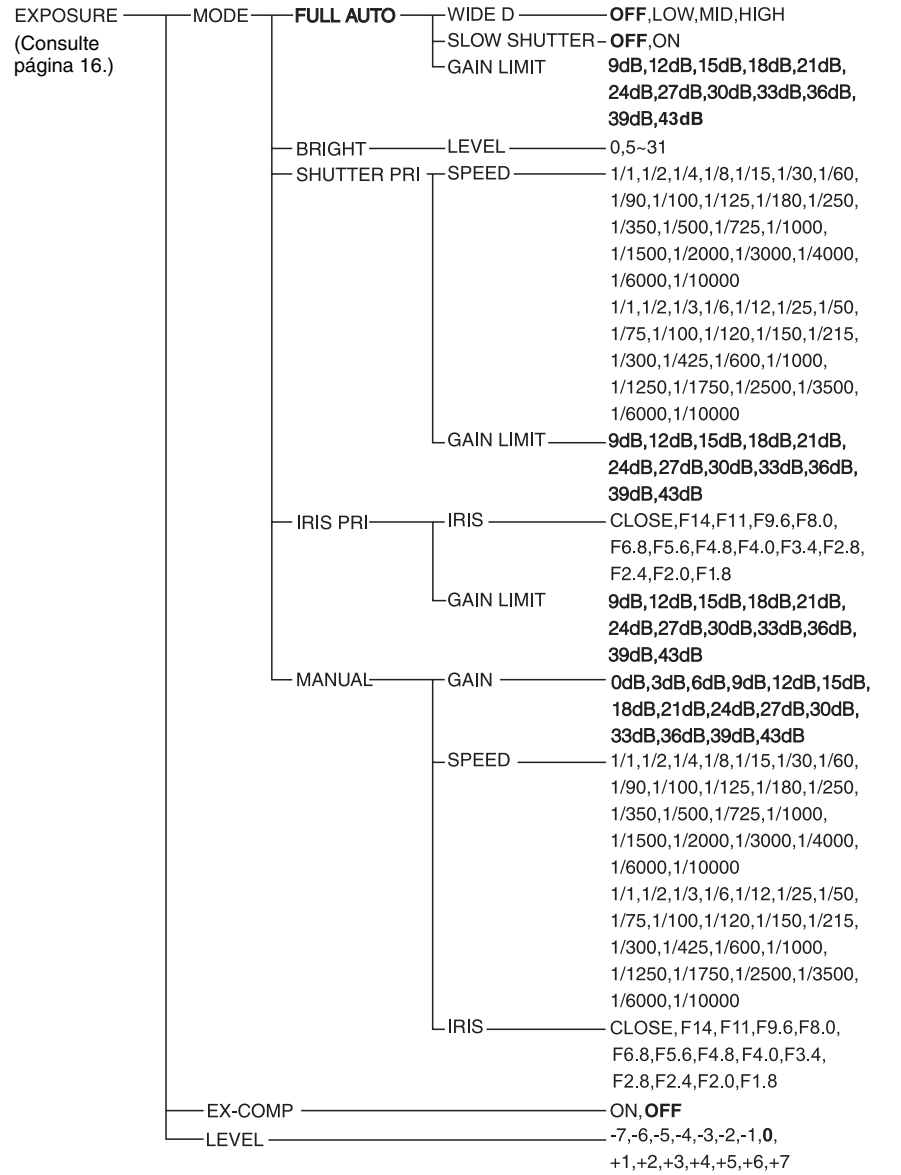 EXPOSURE MODE FULL AUTO WIDE D OFF,LOW,MID,HIGH
(Consulte SLOW SHUTTER OFF,ON
página 16.) GAIN LIMIT 9dB,12dB,15dB,18dB,21dB,
24dB,27dB,30dB,33dB,36dB,
39dB,43dB
BRIGHT LEVEL 0,5~31
SHUTTER PRI SPEED 1/1,1/2,1/4,1/8,1/15,1/30,1/60,
1/90,1/100,1/125,1/180,1/250,
1/350,1/500,1/725,1/1000,
1/1500,1/2000,1/3000,1/4000,
1/6000,1/10000
1/1,1/2,1/3,1/6,1/12,1/25,1/50,
1/75,1/100,1/120,1/150,1/215,
1/300,1/425,1/600,1/1000,
1/1250,1/1750,1/2500,1/3500,
1/6000,1/10000
GAIN LIMIT 9dB,12dB,15dB,18dB,21dB,
24dB,27dB,30dB,33dB,36dB,
39dB,43dB
IRIS PRI IRIS CLOSE,F14,F11,F9.6,F8.0,
F6.8,F5.6,F4.8,F4.0,F3.4,F2.8,
F2.4,F2.0,F1.8
GAIN LIMIT 9dB,12dB,15dB,18dB,21dB,
24dB,27dB,30dB,33dB,36dB,
39dB,43dB
MANUAL GAIN 0dB,3dB,6dB,9dB,12dB,15dB,
18dB,21dB,24dB,27dB,30dB,
33dB,36dB,39dB,43dB
SPEED 1/1,1/2,1/4,1/8,1/15,1/30,1/60,
1/90,1/100,1/125,1/180,1/250,
1/350,1/500,1/725,1/1000,
1/1500,1/2000,1/3000,1/4000,
1/6000,1/10000
1/1,1/2,1/3,1/6,1/12,1/25,1/50,
1/75,1/100,1/120,1/150,1/215,
1/300,1/425,1/600,1/1000,
1/1250,1/1750,1/2500,1/3500,
1/6000,1/10000
IRIS CLOSE,F14,F11,F9.6,F8.0,
F6.8,F5.6,F4.8,F4.0,F3.4,
F2.8,F2.4,F2.0,F1.8
EX-COMP ON,OFF
LEVEL -7,-6,-5,-4,-3,-2,-1,0,
+1,+2,+3,+4,+5,+6,+7